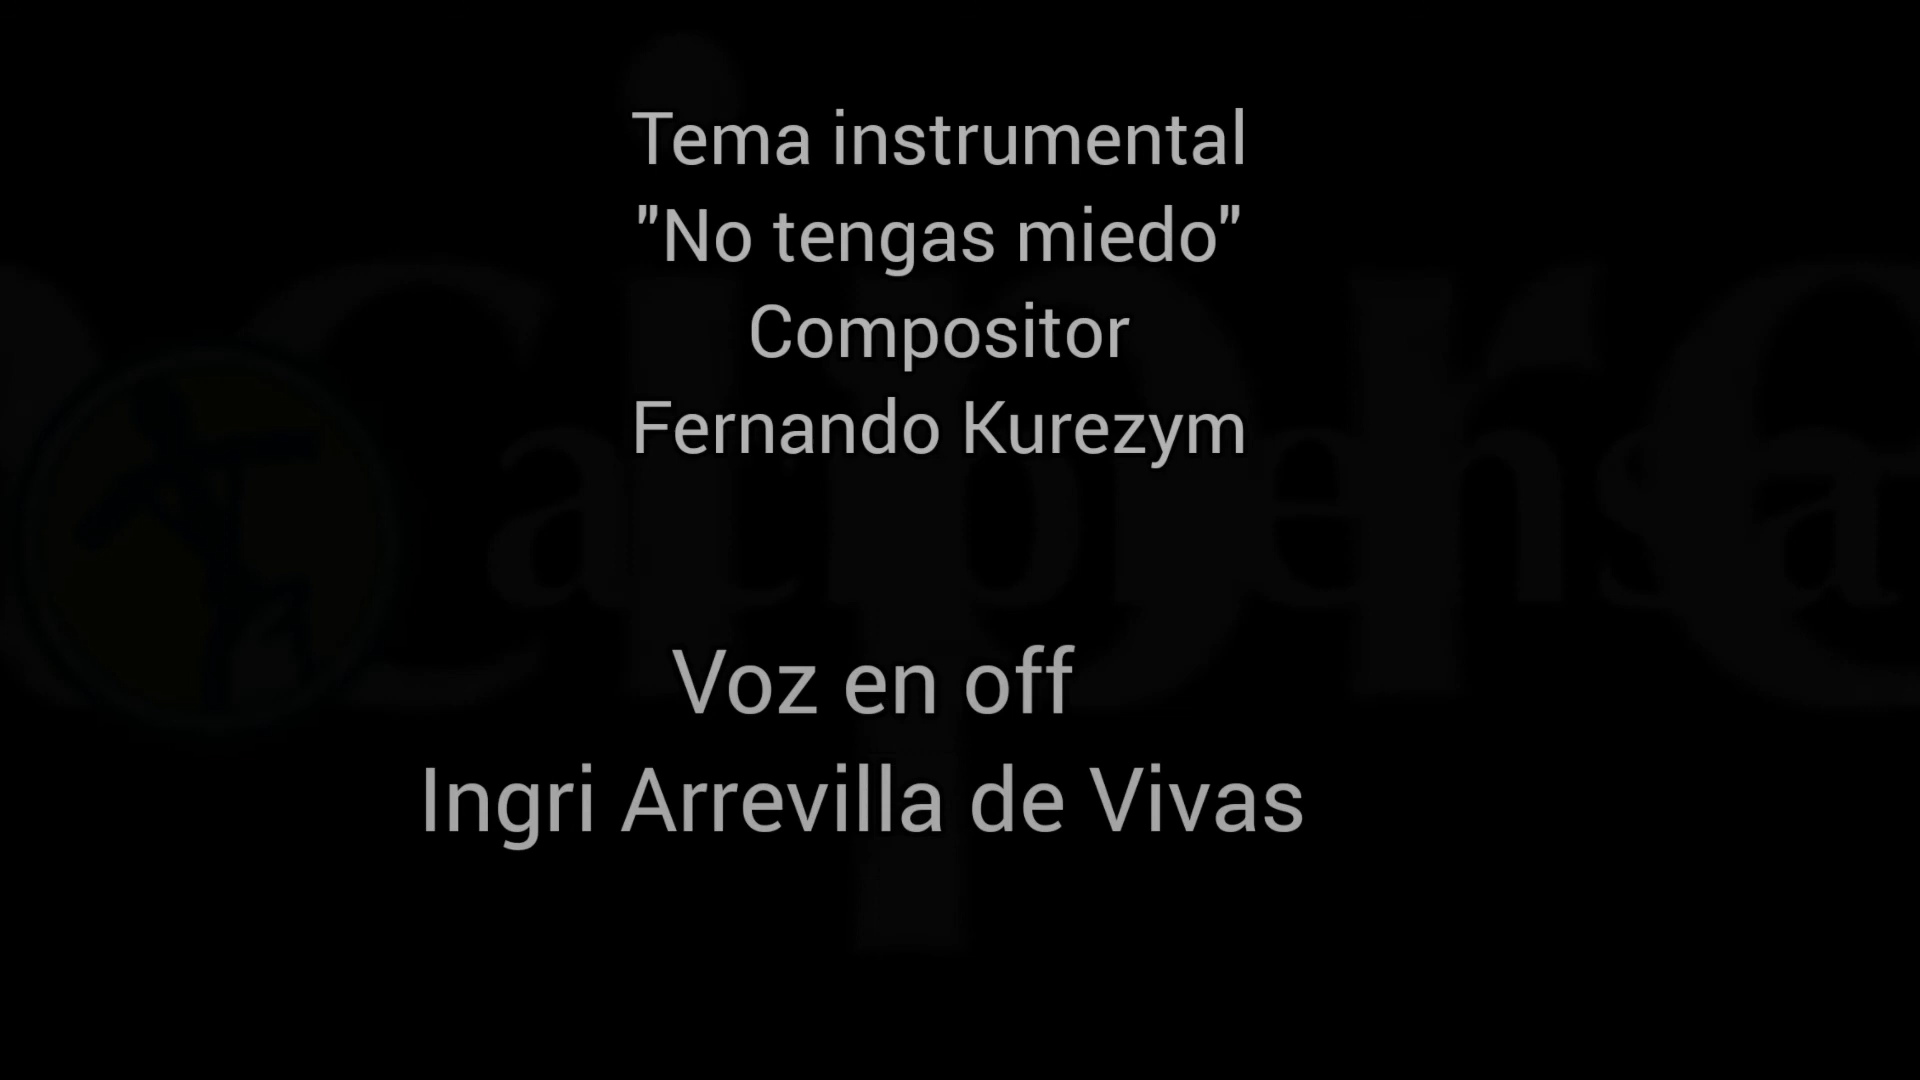 Tema instrumental
"No tengas miedo"
Compositor
Fernando Kurezym
Voz en off
Ingri Arrevilla de Vivas